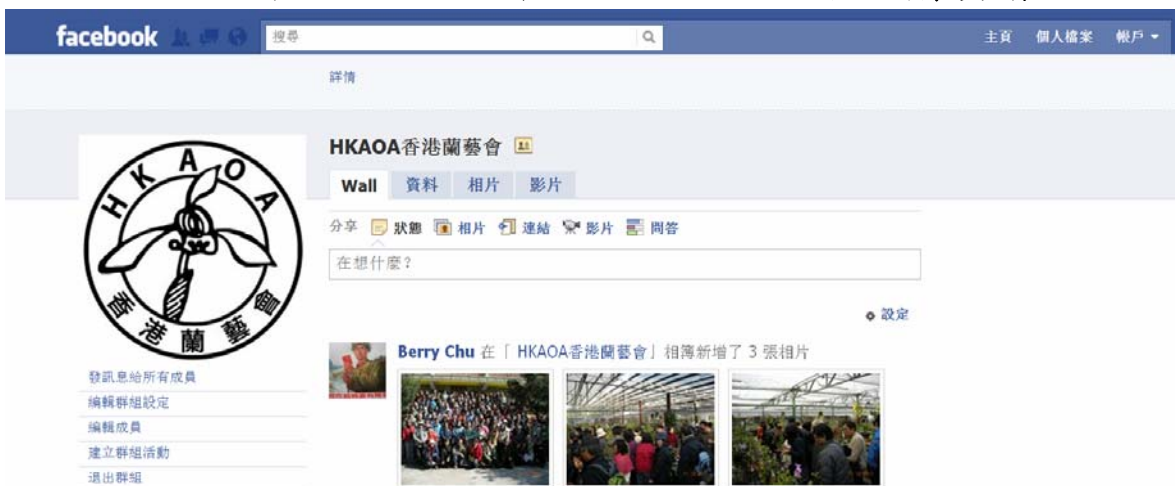 facebook 搜尋 主頁 個人檔案 帳戶
詳情
HKAOA
香港蘭藝會
HKAOA香港蘭藝會
Wall 資料 相片 影片
分享 狀態 相片 連結 影片 問答
在想什麼?
設定
Berry Chu 在「HKAOA香港蘭藝會」相簿新增了 3 張相片
發訊息給所有成員
編輯群組設定
編輯成員
建立群組活動
退出群組